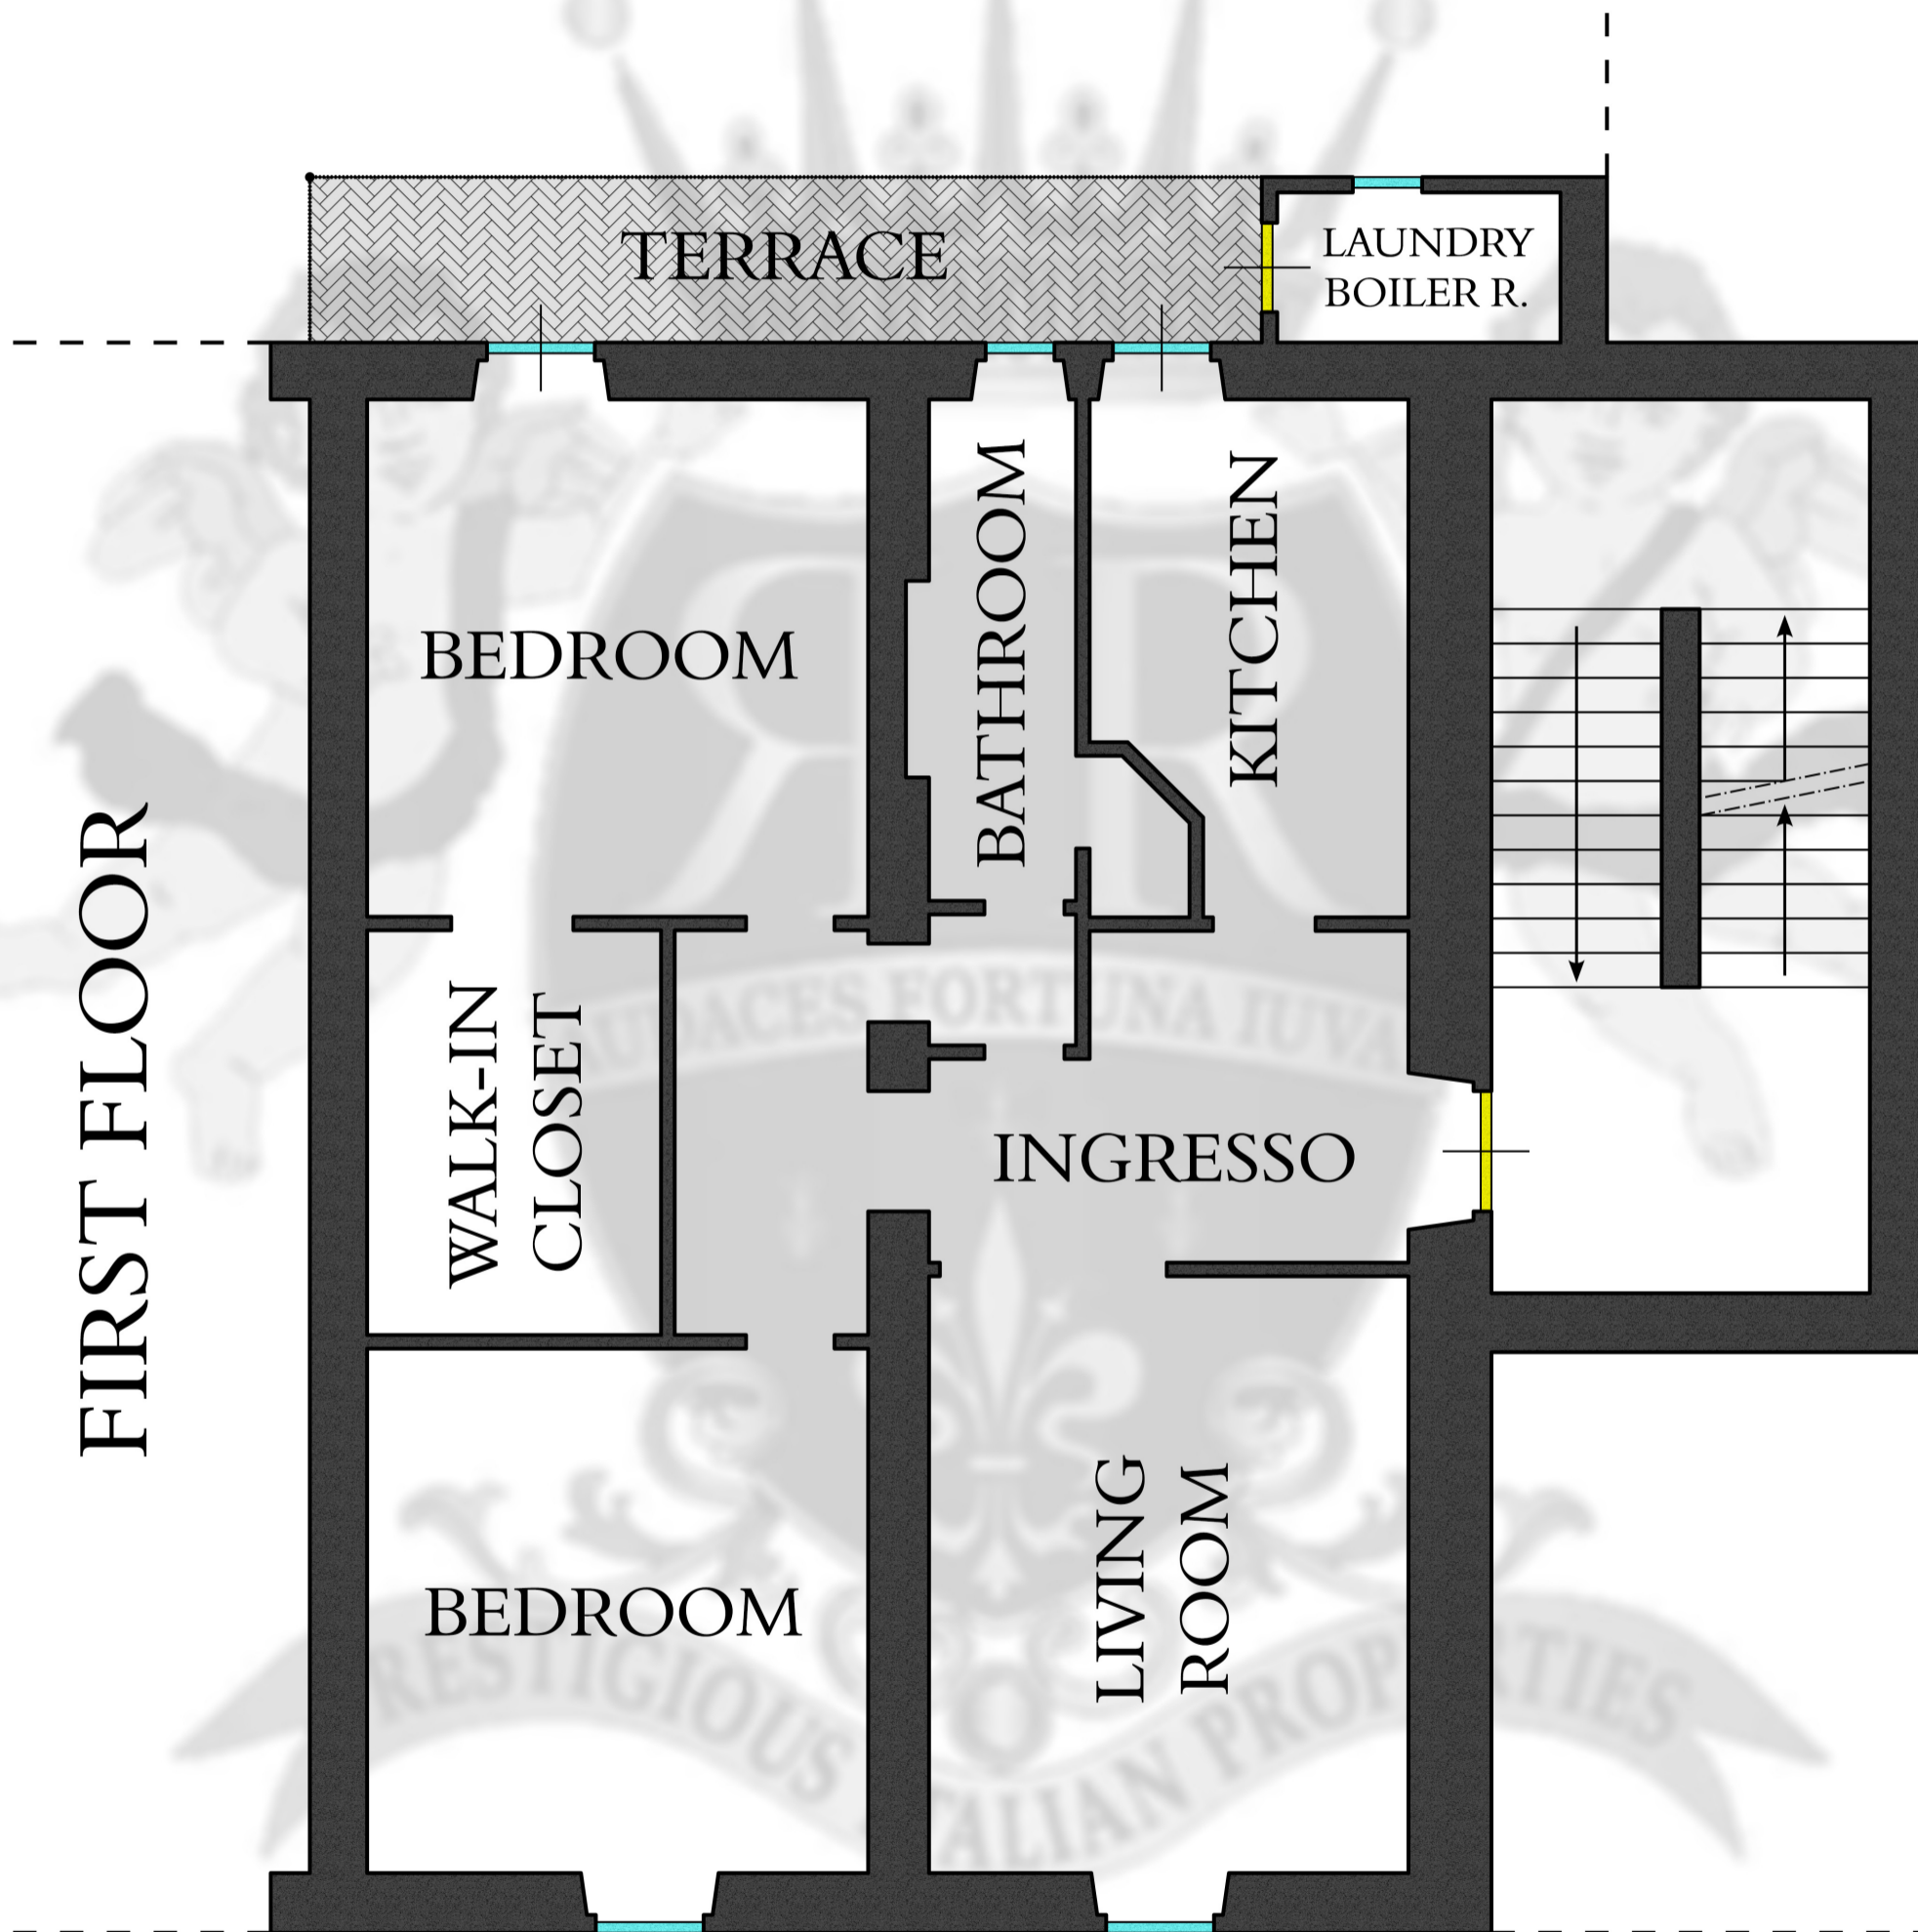 TERRACE
LAUNDRY
BOILER R.
BEDROOM
BATHROOM
KITCHEN
FIRST FLOOR
WALK-IN
CLOSET
AUDACES FORTUNA IUVA
INGRESSO
BEDROOM
LIVING
ROOM
PRESTIGIOUS ITALIAN PROPERTIES